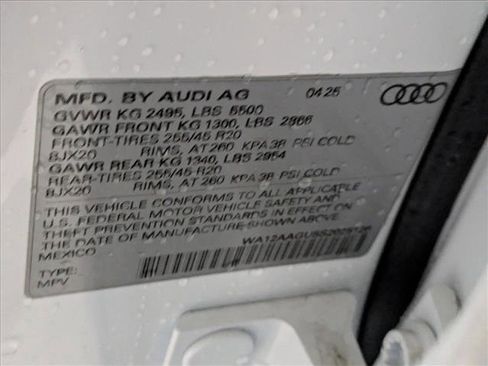 MFD. BY AUDI AG 04 25
GVWR KG 2495, LBS 5500
GAWR FRONT KG 1300, LBS 2866
FRONT-TIRES 255/45 R20
8JX20 RIMS, AT 260 KPA 38 PSI COLD
GAWR REAR KG 1340, LBS 2954
REAR-TIRES 255/45 R20
8JX20 RIMS, AT 260 KPA 38 PSI COLD
THIS VEHICLE CONFORMS TO ALL APPLICABLE
U.S. FEDERAL MOTOR VEHICLE SAFETY AND
THEFT PREVENTION STANDARDS IN EFFECT ON
THE DATE OF MANUFACTURE SHOWN ABOVE.
MEXICO
TYPE:
MPV